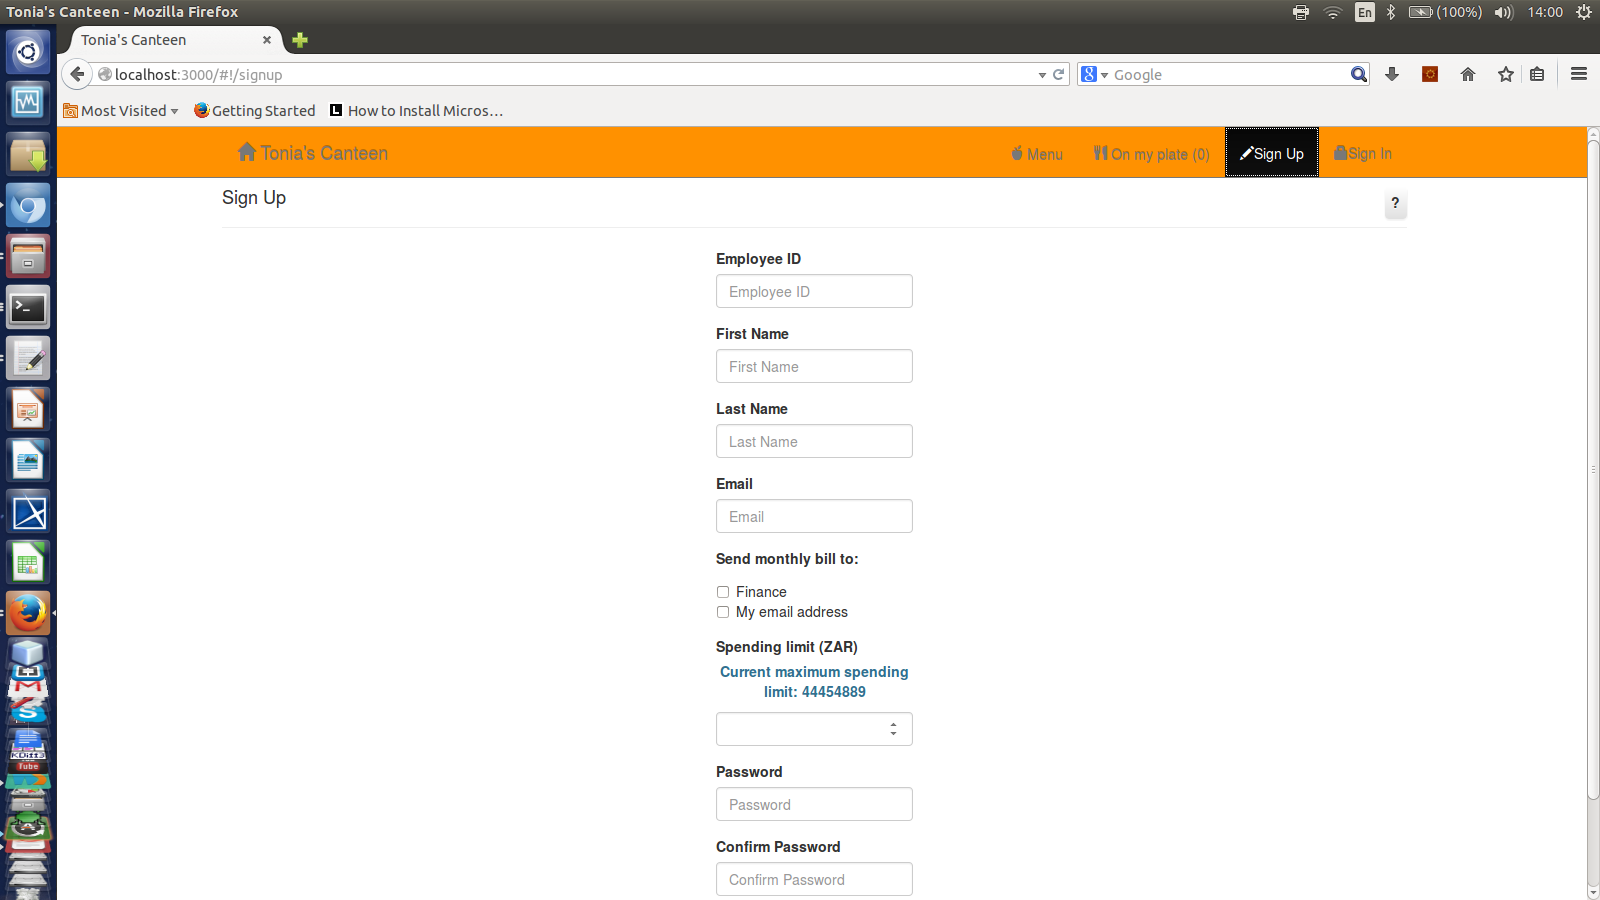 Tonia's Canteen - Mozilla Firefox
En
(100%)
14:00
Tonia's Canteen
localhost:3000/#!/signup
8
Google
Most Visited
Getting Started
L
How to Install Micros...
Tonia's Canteen
Menu
On my plate (0)
Sign Up
Sign In
Sign Up
?
Employee ID
Employee ID
First Name
First Name
Last Name
Last Name
Email
Email
Send monthly bill to:
Finance
My email address
Spending limit (ZAR)
Current maximum spending
limit: 44454889
Password
Password
Confirm Password
Confirm Password
Tube